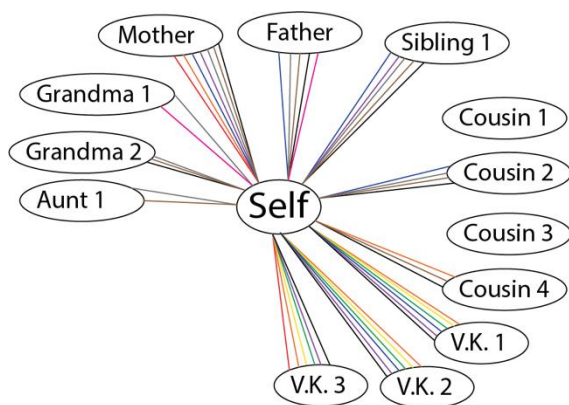 Mother
Father
Sibling 1
Grandma 1
Cousin 1
Grandma 2
Cousin 2
Aunt 1
Self
Cousin 3
Cousin 4
V.K. 1
V.K. 3
V.K. 2